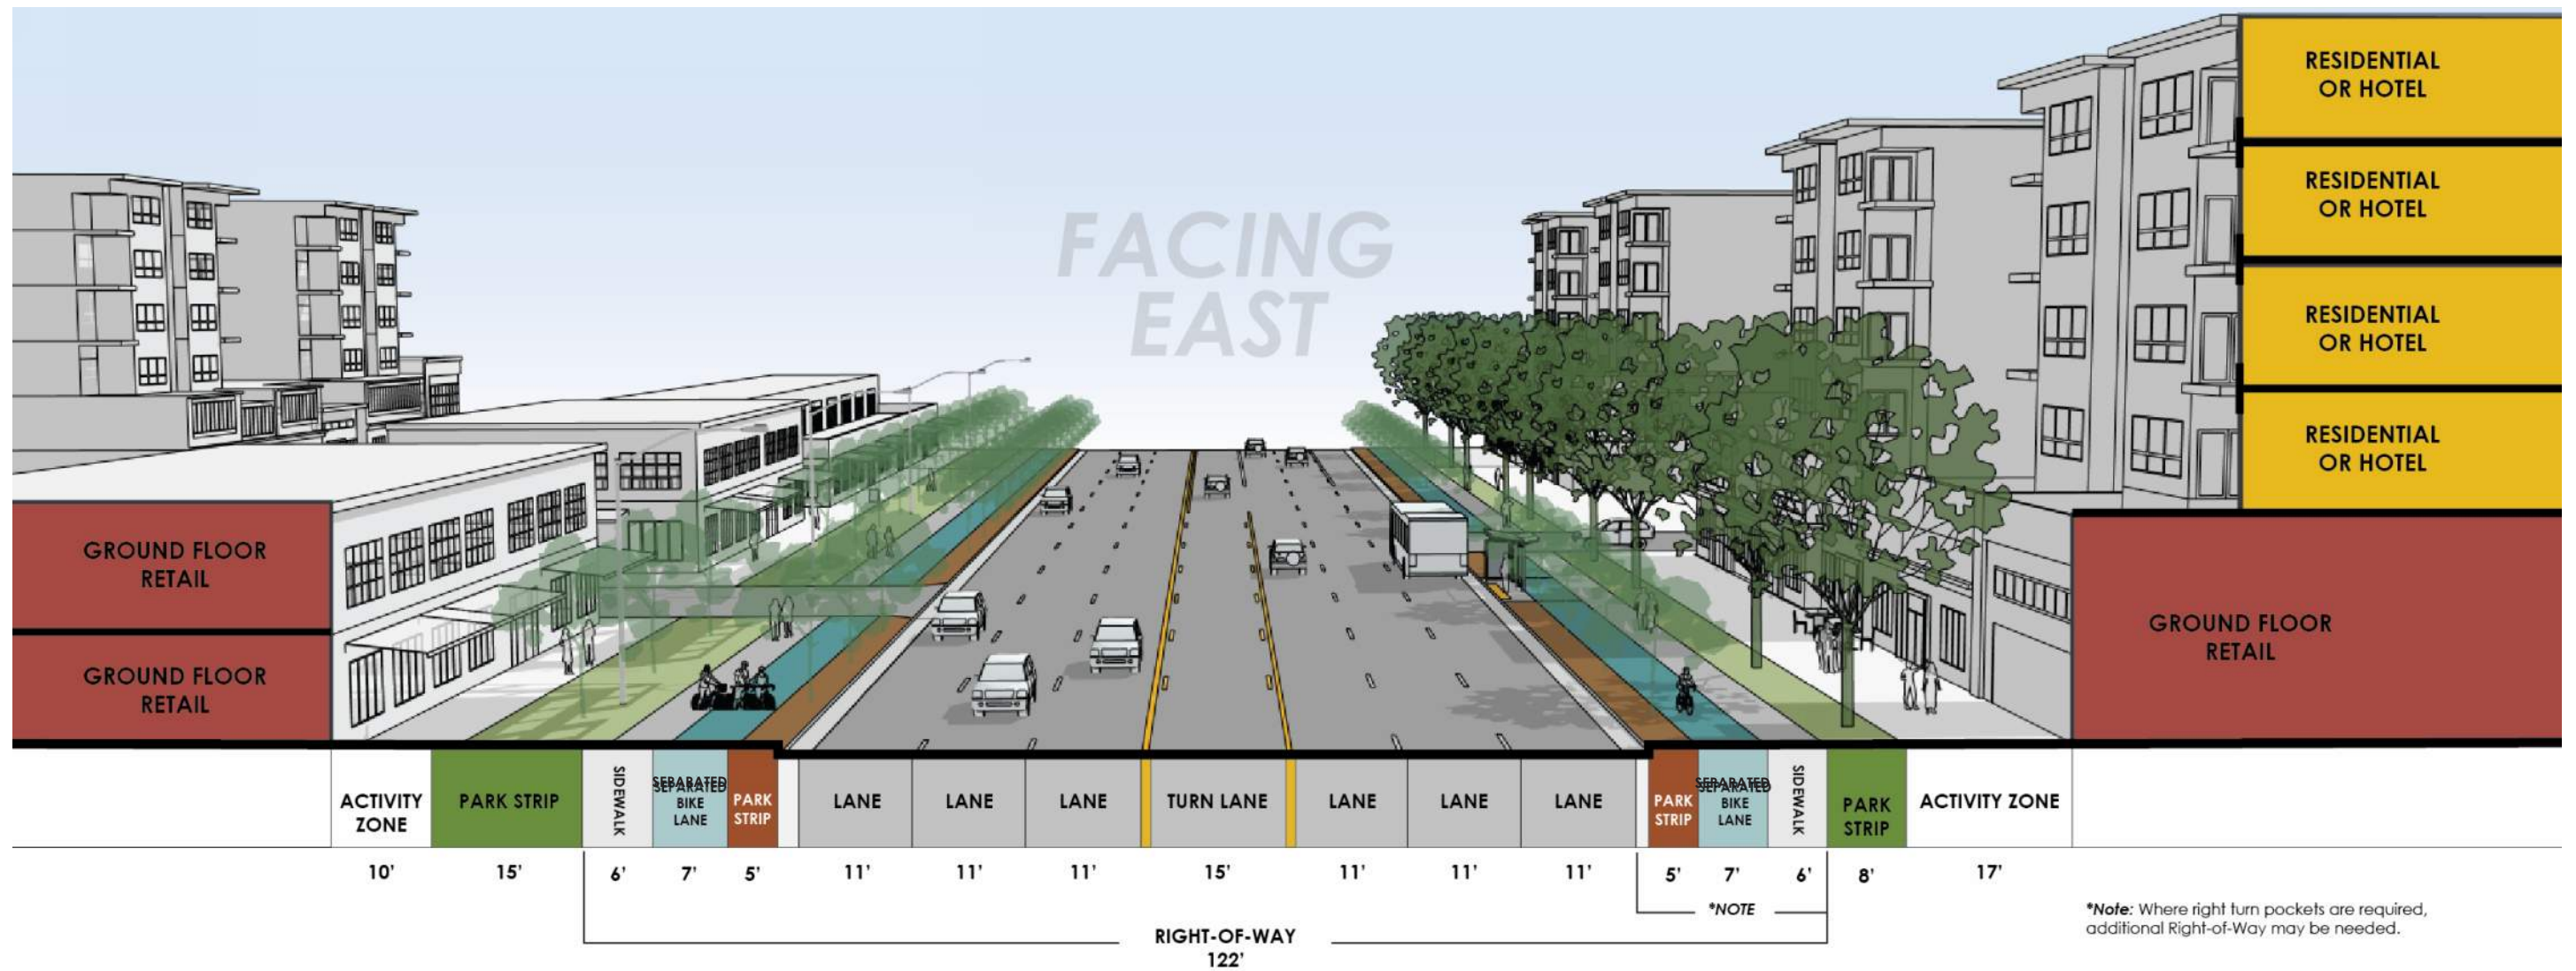 FACING
EAST
RESIDENTIAL
OR HOTEL
RESIDENTIAL
OR HOTEL
RESIDENTIAL
OR HOTEL
RESIDENTIAL
OR HOTEL
GROUND FLOOR
RETAIL
GROUND FLOOR
RETAIL
GROUND FLOOR
RETAIL
ACTIVITY
ZONE
PARK STRIP
SIDEWALK
SEPARATED
BIKE
LANE
PARK
STRIP
LANE
LANE
LANE
TURN LANE
LANE
LANE
LANE
PARK
STRIP
SEPARATED
BIKE
LANE
SIDEWALK
PARK
STRIP
ACTIVITY ZONE
10' 15' 6' 7' 5' 11' 11' 11' 15' 11' 11' 11' 5' 7' 6' 8' 17'
*NOTE
RIGHT-OF-WAY
122'
*Note: Where right turn pockets are required,
additional Right-of-Way may be needed.